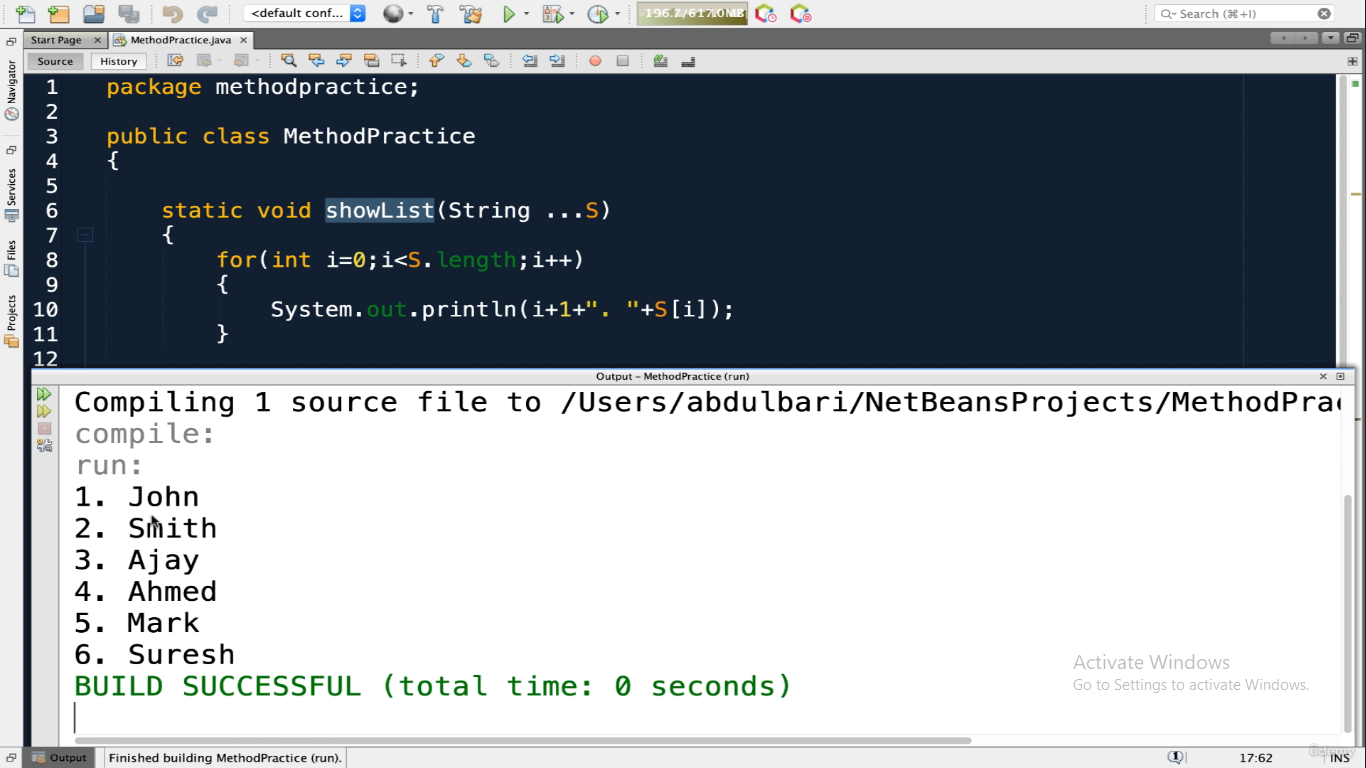 <default conf...
196.7/617.0MB
Search (⌘+I)
Start Page
MethodPractice.java
Source History
Navigator
Services
Files
Projects
1 package methodpractice;
2
3 public class MethodPractice
4 {
5
6 static void showList(String ...S)
7 {
8 for(int i=0;i<S.length;i++)
9 {
10 System.out.println(i+1+". "+S[i]);
11 }
12
Output - MethodPractice (run)
Compiling 1 source file to /Users/abdulbari/NetBeansProjects/MethodPrac
compile:
run:
1. John
2. Smith
3. Ajay
4. Ahmed
5. Mark
6. Suresh
BUILD SUCCESSFUL (total time: 0 seconds)
Activate Windows
Go to Settings to activate Windows.
Output Finished building MethodPractice (run).
1 17:62 INS
udemy